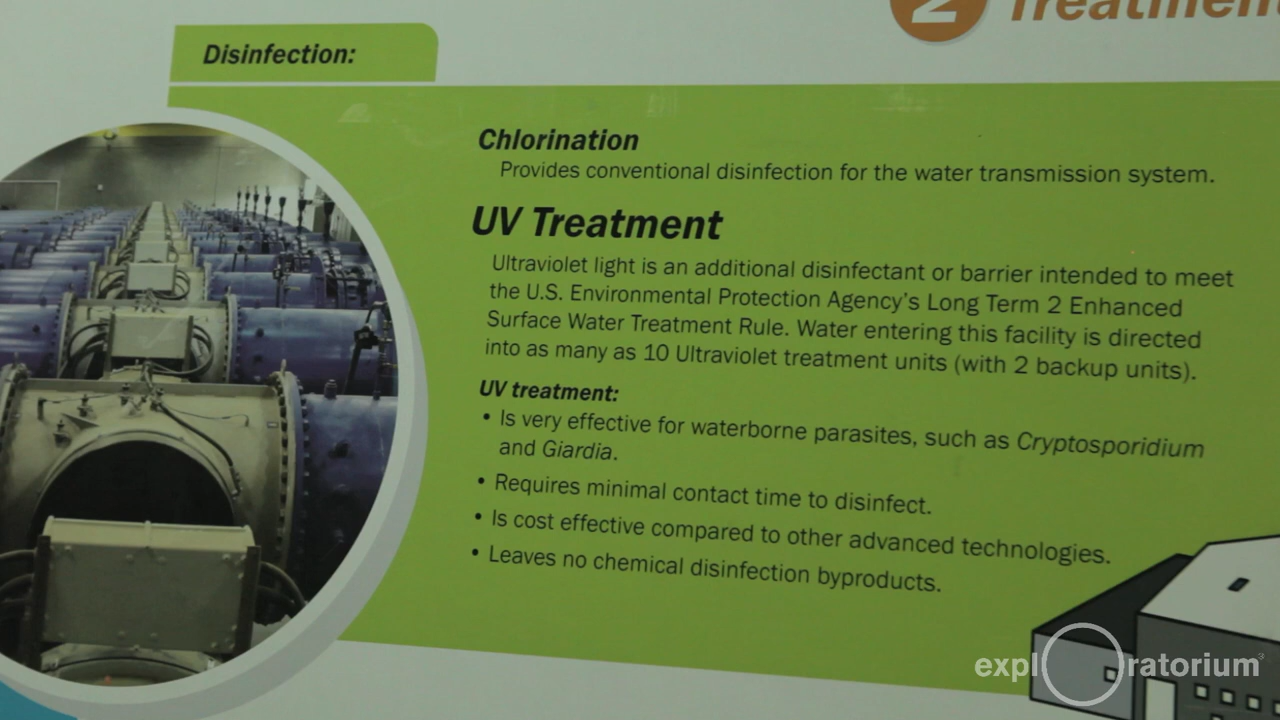 2 Treatment
Disinfection:
Chlorination
Provides conventional disinfection for the water transmission system.
UV Treatment
Ultraviolet light is an additional disinfectant or barrier intended to meet
the U.S. Environmental Protection Agency's Long Term 2 Enhanced
Surface Water Treatment Rule. Water entering this facility is directed
into as many as 10 Ultraviolet treatment units (with 2 backup units).
UV treatment:
• Is very effective for waterborne parasites, such as Cryptosporidium
and Giardia.
• Requires minimal contact time to disinfect.
• Is cost effective compared to other advanced technologies.
• Leaves no chemical disinfection byproducts.
exploratorium